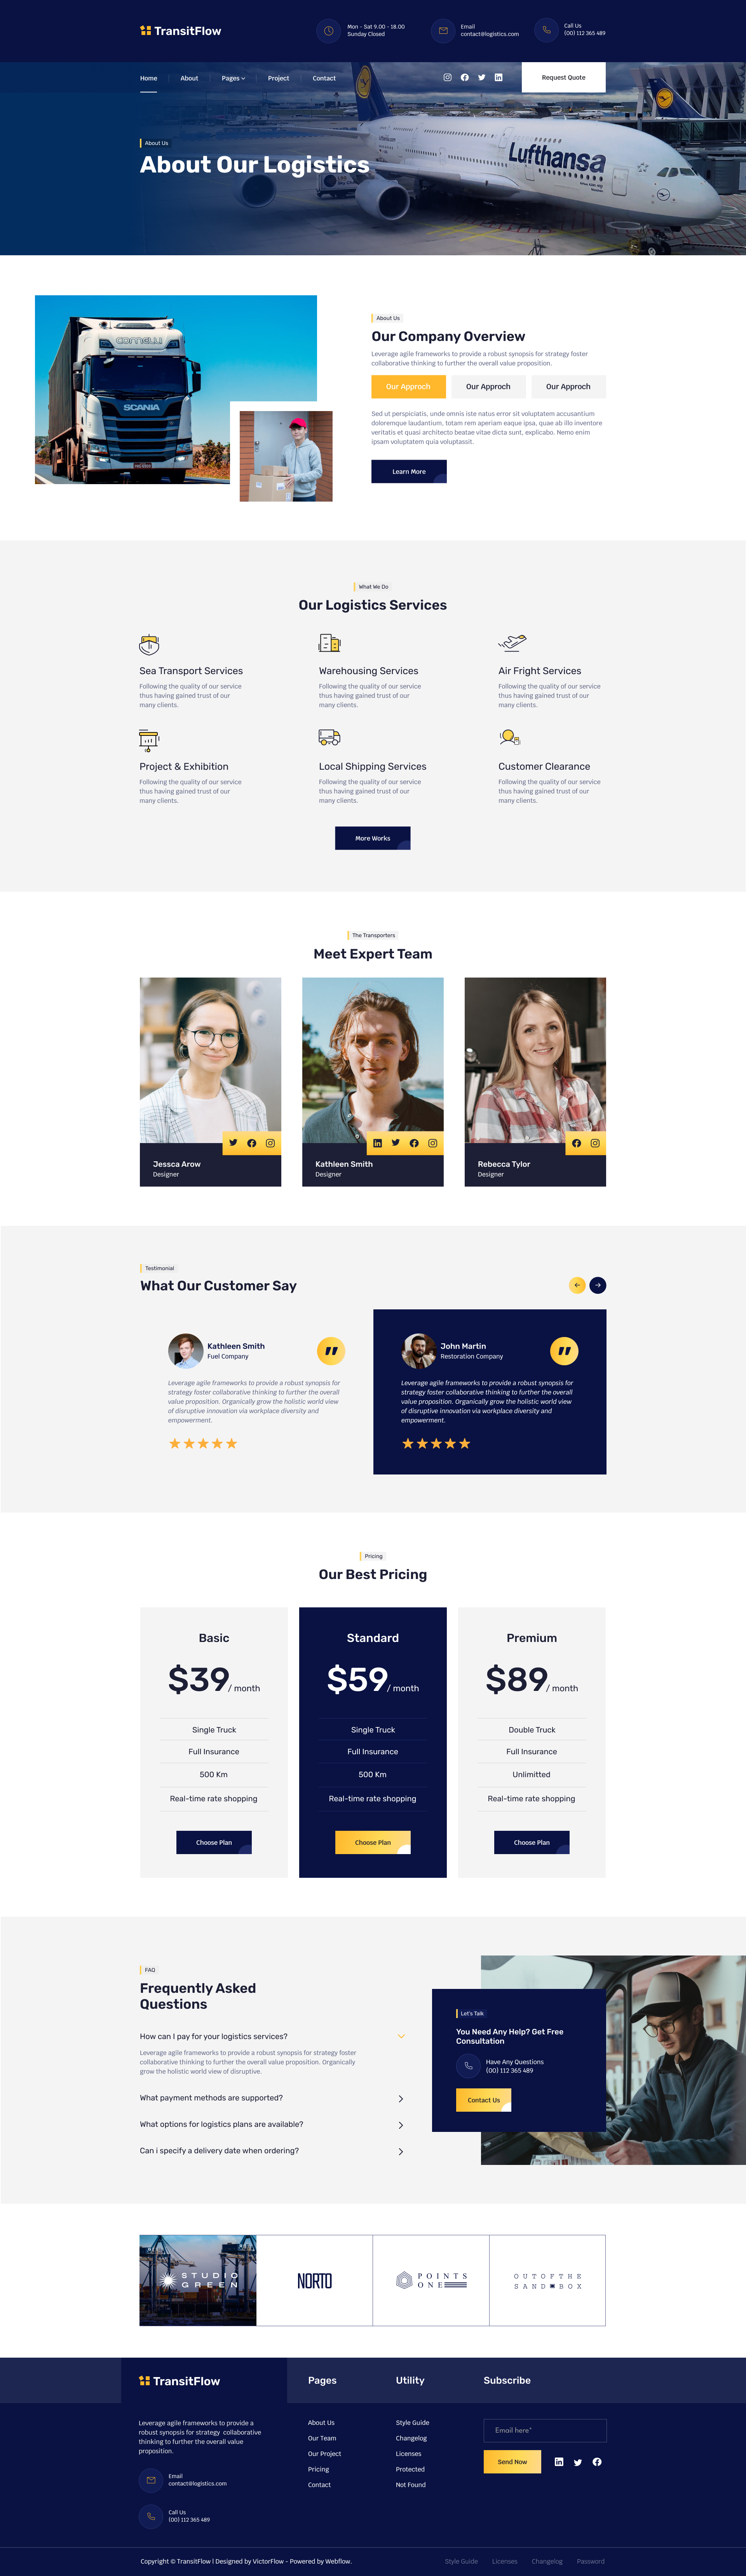 TransitFlow
Mon - Sat 9.00 - 18.00
Sunday Closed
Email
contact@logistics.com
Call Us
(00) 112 365 489
Home
About
Pages
Project
Contact
Request Quote
Lufthansa
About Us
About Our Logistics
SCANIA
About Us
Our Company Overview
Leverage agile frameworks to provide a robust synopsis for strategy foster
collaborative thinking to further the overall value proposition.
Our Approch
Our Approch
Our Approch
Sed ut perspiciatis, unde omnis iste natus error sit voluptatem accusantium
doloremque laudantium, totam rem aperiam eaque ipsa, quae ab illo inventore
veritatis et quasi architecto beatae vitae dicta sunt, explicabo. Nemo enim
ipsam voluptatem quia voluptassit.
Learn More
What We Do
Our Logistics Services
Sea Transport Services
Following the quality of our service
thus having gained trust of our
many clients.
Warehousing Services
Following the quality of our service
thus having gained trust of our
many clients.
Air Fright Services
Following the quality of our service
thus having gained trust of our
many clients.
Project & Exhibition
Following the quality of our service
thus having gained trust of our
many clients.
Local Shipping Services
Following the quality of our service
thus having gained trust of our
many clients.
Customer Clearance
Following the quality of our service
thus having gained trust of our
many clients.
More Works
The Transporters
Meet Expert Team
Jessca Arow
Designer
Kathleen Smith
Designer
Rebecca Tylor
Designer
Testimonial
What Our Customer Say
Kathleen Smith
Fuel Company
Leverage agile frameworks to provide a robust synopsis for
strategy foster collaborative thinking to further the overall
value proposition. Organically grow the holistic world view
of disruptive innovation via workplace diversity and
empowerment.
John Martin
Restoration Company
Leverage agile frameworks to provide a robust synopsis for
strategy foster collaborative thinking to further the overall
value proposition. Organically grow the holistic world view
of disruptive innovation via workplace diversity and
empowerment.
Pricing
Our Best Pricing
Basic
$39/ month
Single Truck
Full Insurance
500 Km
Real-time rate shopping
Choose Plan
Standard
$59/ month
Single Truck
Full Insurance
500 Km
Real-time rate shopping
Choose Plan
Premium
$89/ month
Double Truck
Full Insurance
Unlimitted
Real-time rate shopping
Choose Plan
FAQ
Frequently Asked
Questions
How can I pay for your logistics services?
Leverage agile frameworks to provide a robust synopsis for strategy foster
collaborative thinking to further the overall value proposition. Organically
grow the holistic world view of disruptive.
What payment methods are supported?
What options for logistics plans are available?
Can i specify a delivery date when ordering?
Let's Talk
You Need Any Help? Get Free
Consultation
Have Any Questions
(00) 112 365 489
Contact Us
STUDIO
GREEN
NORTO
POINTS
ONE
OUTOFTHE
SAND BOX
TransitFlow
Pages
Utility
Subscribe
Leverage agile frameworks to provide a
robust synopsis for strategy collaborative
thinking to further the overall value
proposition.
Email
contact@logistics.com
Call Us
(00) 112 365 489
About Us
Our Team
Our Project
Pricing
Contact
Style Guide
Changelog
Licenses
Protected
Not Found
Email here*
Send Now
Copyright © TransitFlow | Designed by VictorFlow - Powered by Webflow.
Style Guide
Licenses
Changelog
Password